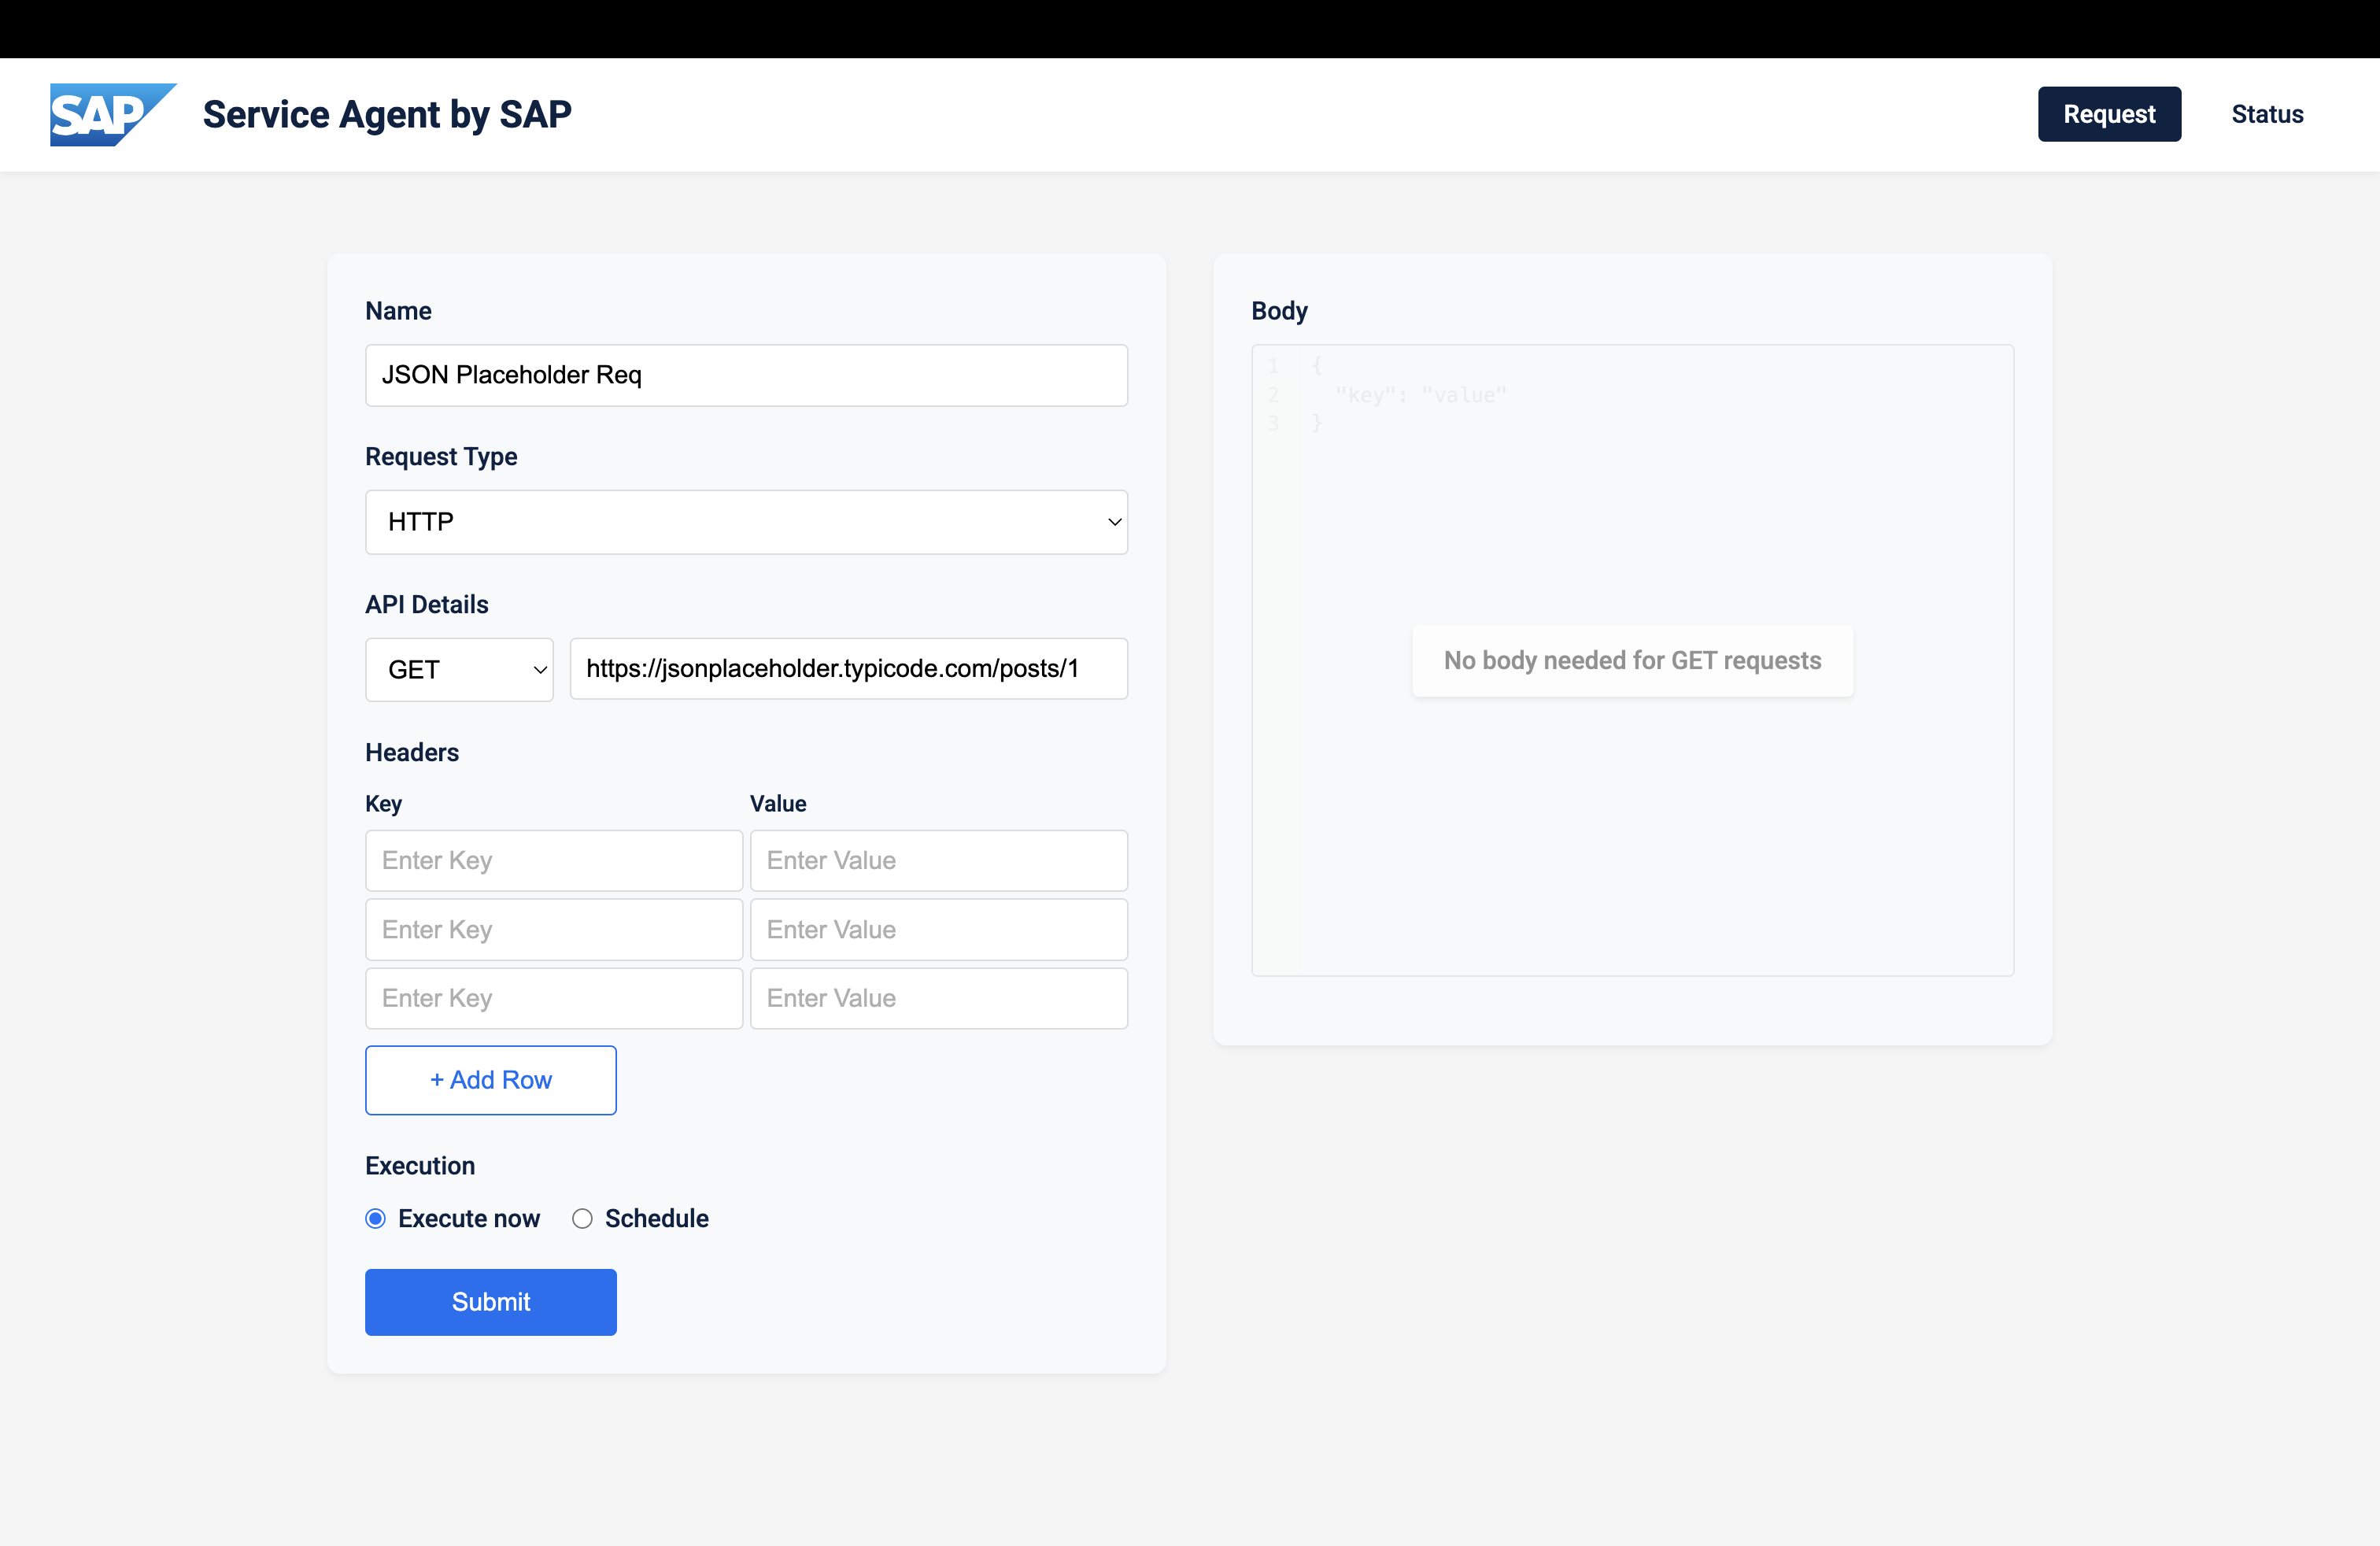 SAP Service Agent by SAP
Request Status
Name
JSON Placeholder Req
Request Type
HTTP
API Details
GET https://jsonplaceholder.typicode.com/posts/1
Headers
Key Value
Enter Key Enter Value
Enter Key Enter Value
Enter Key Enter Value
+ Add Row
Execution
Execute now Schedule
Submit
Body
1 {
2 "key": "value"
3 }
No body needed for GET requests